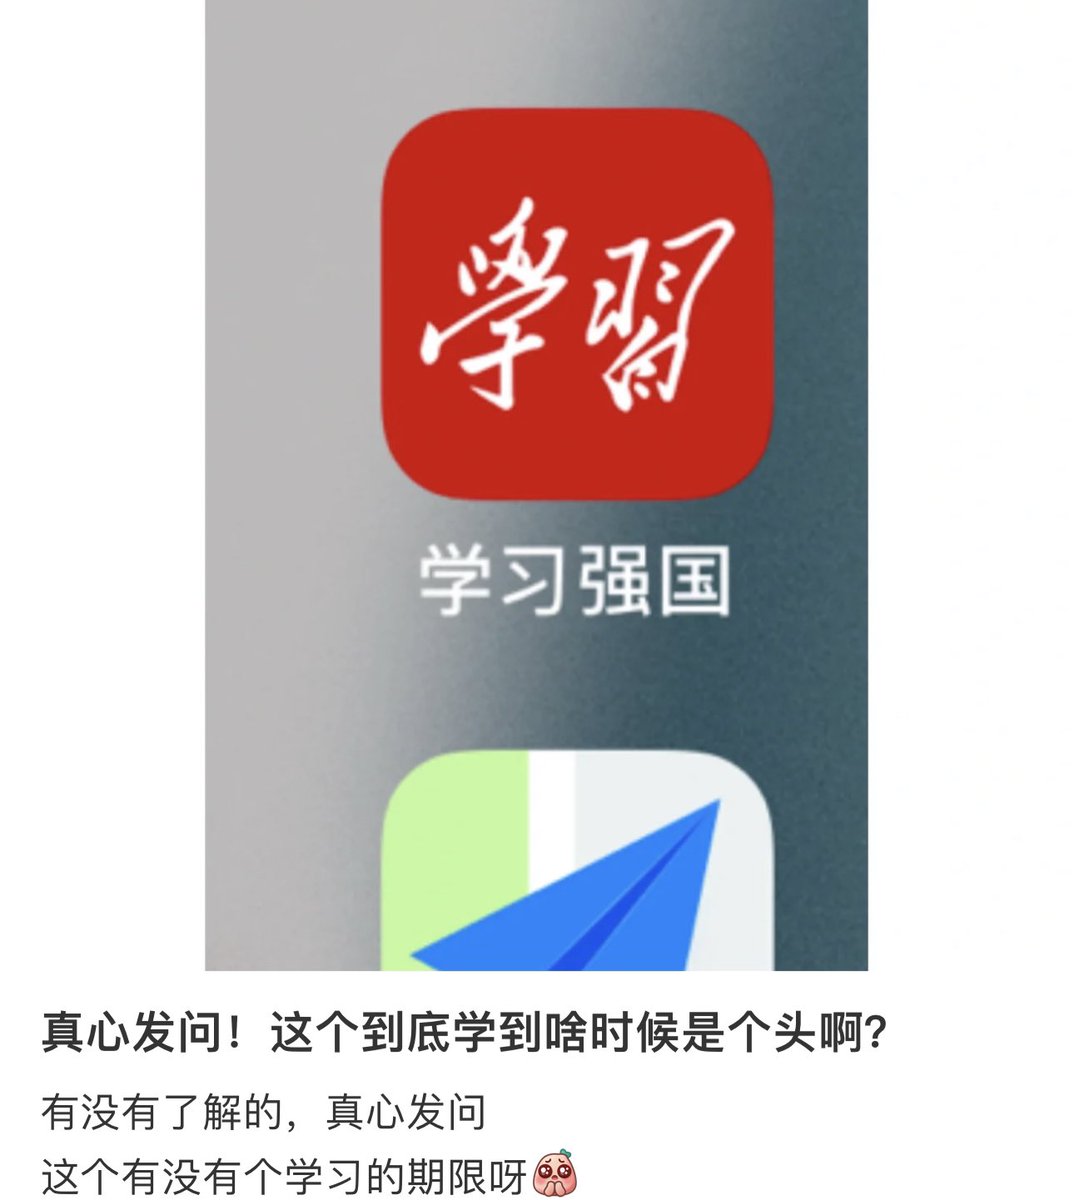 學習
学习强国
真心发问！这个到底学到啥时候是个头啊？
有没有了解的，真心发问
这个有没有个学习的期限呀